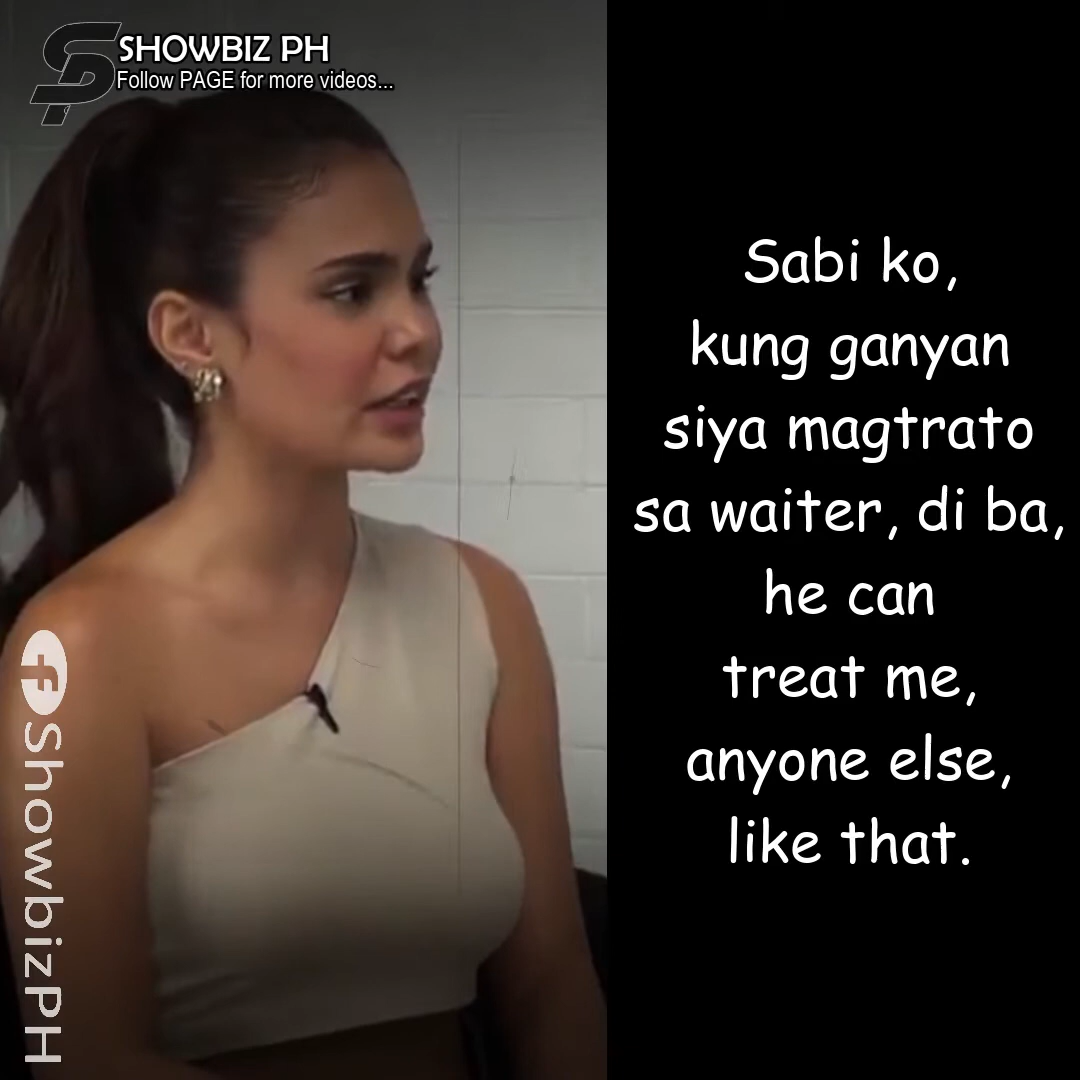 SHOWBIZ PH
Follow PAGE for more videos...
Sabi ko,
kung ganyan
siya magtrato
sa waiter, di ba,
he can
treat me,
anyone else,
like that.
ShowbizPH